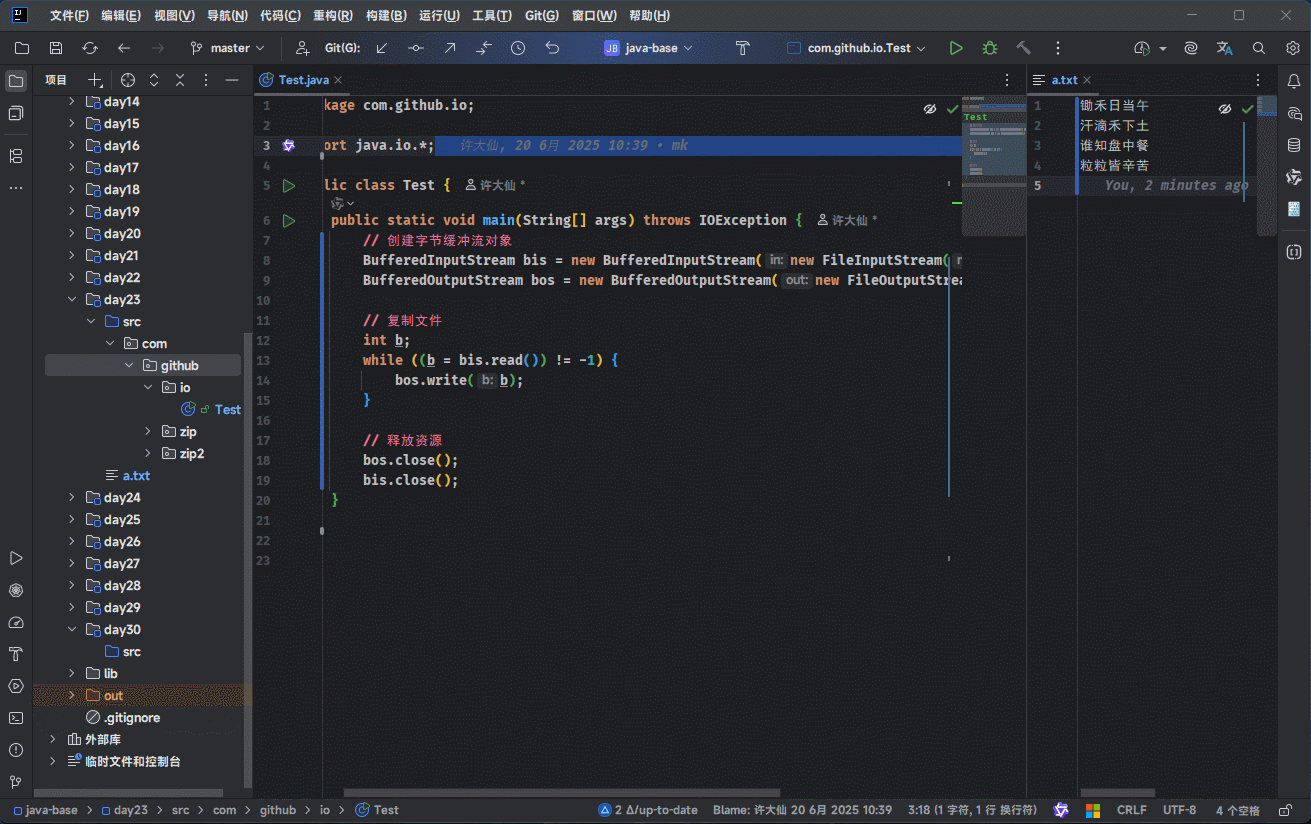 文件(F) 编辑(E) 视图(V) 导航(N) 代码(C) 重构(R) 构建(B) 运行(U) 工具(T) Git(G) 窗口(W) 帮助(H)
master Git(G): JB java-base com.github.io.Test
项目
day14
day15
day16
day17
day18
day19
day20
day21
day22
day23
src
com
github
io
Test
zip
zip2
a.txt
day24
day25
day26
day27
day28
day29
day30
src
lib
out
.gitignore
外部库
临时文件和控制台
Test.java
1 kage com.github.io;
2
3 ort java.io.*; 许大仙, 20 6月 2025 10:39 • mk
4
5 lic class Test { 许大仙 *
6 public static void main(String[] args) throws IOException { 许大仙 *
7 // 创建字节缓冲流对象
8 BufferedInputStream bis = new BufferedInputStream( in: new FileInputStream(
9 BufferedOutputStream bos = new BufferedOutputStream( out: new FileOutputStrea
10
11 // 复制文件
12 int b;
13 while ((b = bis.read()) != -1) {
14 bos.write( b: b);
15 }
16
17 // 释放资源
18 bos.close();
19 bis.close();
20 }
21
22
23
Test
a.txt
1 锄禾日当午
2 汗滴禾下土
3 谁知盘中餐
4 粒粒皆辛苦
5 You, 2 minutes ago
java-base > day23 > src > com > github > io > Test
2 Δ/up-to-date Blame: 许大仙 20 6月 2025 10:39 3:18 (1 字符, 1 行 换行符) CRLF UTF-8 4 个空格